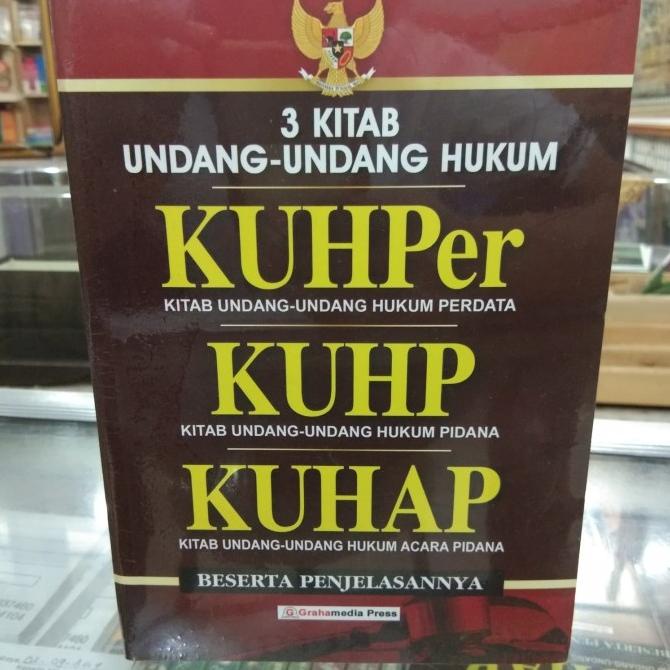 3 KITAB
UNDANG-UNDANG HUKUM
KUHPer
KITAB UNDANG-UNDANG HUKUM PERDATA
KUHP
KITAB UNDANG-UNDANG HUKUM PIDANA
KUHAP
KITAB UNDANG-UNDANG HUKUM ACARA PIDANA
BESERTA PENJELASANNYA
Grahamedia Press